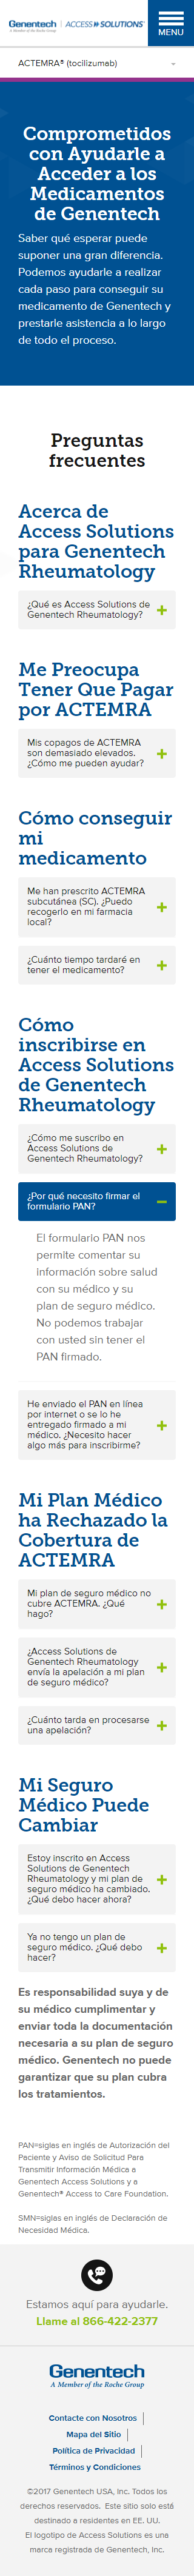 Genentech
A Member of the Roche Group
ACCESS SOLUTIONS®
MENU
ACTEMRA® (tocilizumab)
Comprometidos
con Ayudarle a
Acceder a los
Medicamentos
de Genentech
Saber qué esperar puede
suponer una gran diferencia.
Podemos ayudarle a realizar
cada paso para conseguir su
medicamento de Genentech y
prestarle asistencia a lo largo
de todo el proceso.
Preguntas
frecuentes
Acerca de
Access Solutions
para Genentech
Rheumatology
¿Qué es Access Solutions de
Genentech Rheumatology?
Me Preocupa
Tener Que Pagar
por ACTEMRA
Mis copagos de ACTEMRA
son demasiado elevados.
¿Cómo me pueden ayudar?
Cómo conseguir
mi
medicamento
Me han prescrito ACTEMRA
subcutánea (SC). ¿Puedo
recogerlo en mi farmacia
local?
¿Cuánto tiempo tardaré en
tener el medicamento?
Cómo
inscribirse en
Access Solutions
de Genentech
Rheumatology
¿Cómo me suscribo en
Access Solutions de
Genentech Rheumatology?
¿Por qué necesito firmar el
formulario PAN?
El formulario PAN nos
permite comentar su
información sobre salud
con su médico y su
plan de seguro médico.
No podemos trabajar
con usted sin tener el
PAN firmado.
He enviado el PAN en línea
por internet o se lo he
entregado firmado a mi
médico. ¿Necesito hacer
algo más para inscribirme?
Mi Plan Médico
ha Rechazado la
Cobertura de
ACTEMRA
Mi plan de seguro médico no
cubre ACTEMRA. ¿Qué
hago?
¿Access Solutions de
Genentech Rheumatology
envía la apelación a mi plan
de seguro médico?
¿Cuánto tarda en procesarse
una apelación?
Mi Seguro
Médico Puede
Cambiar
Estoy inscrito en Access
Solutions de Genentech
Rheumatology y mi plan de
seguro médico ha cambiado.
¿Qué debo hacer ahora?
Ya no tengo un plan de
seguro médico. ¿Qué debo
hacer?
Es responsabilidad suya y de
su médico cumplimentar y
enviar toda la documentación
necesaria a su plan de seguro
médico. Genentech no puede
garantizar que su plan cubra
los tratamientos.
PAN=siglas en inglés de Autorización del
Paciente y Aviso de Solicitud Para
Transmitir Información Médica a
Genentech Access Solutions y a
Genentech® Access to Care Foundation.
SMN=siglas en inglés de Declaración de
Necesidad Médica.
Estamos aquí para ayudarle.
Llame al 866-422-2377
Genentech
A Member of the Roche Group
Contacte con Nosotros
Mapa del Sitio
Política de Privacidad
Términos y Condiciones
©2017 Genentech USA, Inc. Todos los
derechos reservados. Este sitio solo está
destinado a residentes en EE. UU.
El logotipo de Access Solutions es una
marca registrada de Genentech, Inc.